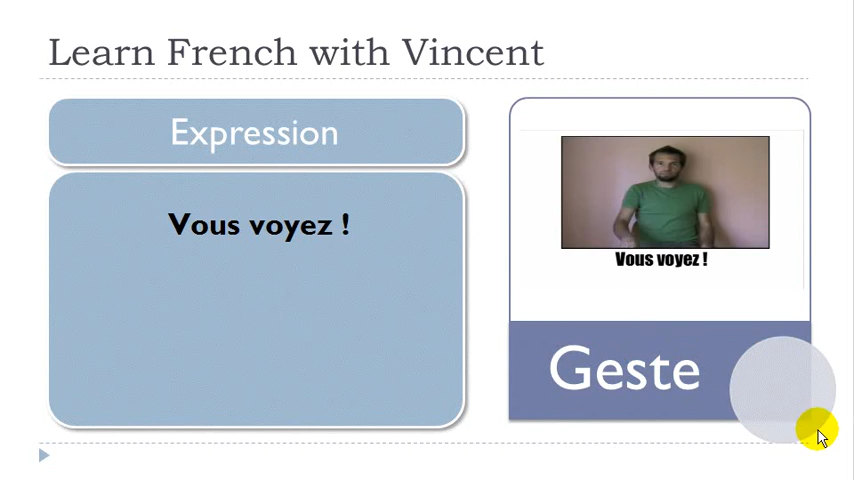 Learn French with Vincent
Expression
Vous voyez !
Vous voyez !
Geste